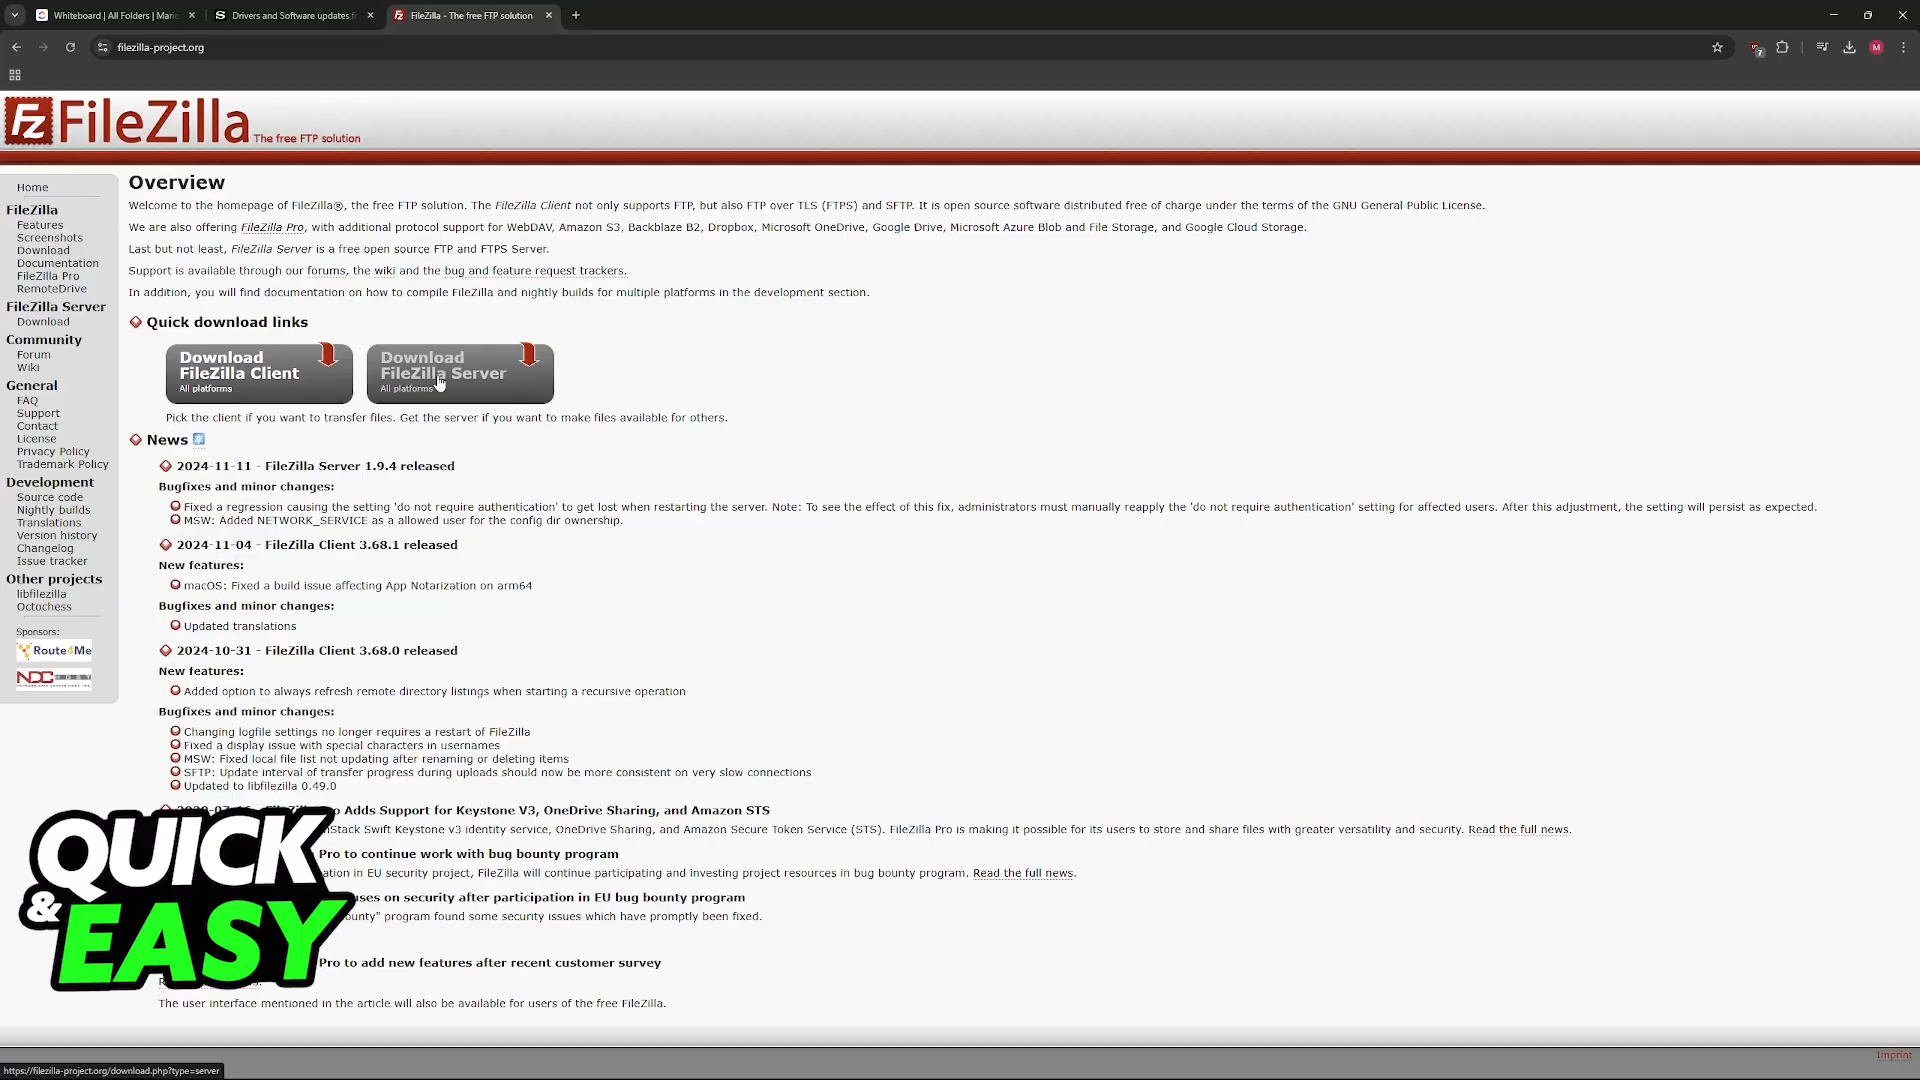 Whiteboard | All Folders | Mari
Drivers and Software updates f
FileZilla - The free FTP solution
filezilla-project.org
7
M
Fz FileZilla The free FTP solution
Home
FileZilla
Features
Screenshots
Download
Documentation
FileZilla Pro
RemoteDrive
FileZilla Server
Download
Community
Forum
Wiki
General
FAQ
Support
Contact
License
Privacy Policy
Trademark Policy
Development
Source code
Nightly builds
Translations
Version history
Changelog
Issue tracker
Other projects
libfilezilla
Octochess
Sponsors:
Route4Me
NDC HOST
Overview
Welcome to the homepage of FileZilla®, the free FTP solution. The FileZilla Client not only supports FTP, but also FTP over TLS (FTPS) and SFTP. It is open source software distributed free of charge under the terms of the GNU General Public License.
We are also offering FileZilla Pro, with additional protocol support for WebDAV, Amazon S3, Backblaze B2, Dropbox, Microsoft OneDrive, Google Drive, Microsoft Azure Blob and File Storage, and Google Cloud Storage.
Last but not least, FileZilla Server is a free open source FTP and FTPS Server.
Support is available through our forums, the wiki and the bug and feature request trackers.
In addition, you will find documentation on how to compile FileZilla and nightly builds for multiple platforms in the development section.
Quick download links
Download
FileZilla Client
All platforms
Download
FileZilla Server
All platforms
Pick the client if you want to transfer files. Get the server if you want to make files available for others.
News
2024-11-11 - FileZilla Server 1.9.4 released
Bugfixes and minor changes:
Fixed a regression causing the setting 'do not require authentication' to get lost when restarting the server. Note: To see the effect of this fix, administrators must manually reapply the 'do not require authentication' setting for affected users. After this adjustment, the setting will persist as expected.
MSW: Added NETWORK_SERVICE as a allowed user for the config dir ownership.
2024-11-04 - FileZilla Client 3.68.1 released
New features:
macOS: Fixed a build issue affecting App Notarization on arm64
Bugfixes and minor changes:
Updated translations
2024-10-31 - FileZilla Client 3.68.0 released
New features:
Added option to always refresh remote directory listings when starting a recursive operation
Bugfixes and minor changes:
Changing logfile settings no longer requires a restart of FileZilla
Fixed a display issue with special characters in usernames
MSW: Fixed local file list not updating after renaming or deleting items
SFTP: Update interval of transfer progress during uploads should now be more consistent on very slow connections
Updated to libfilezilla 0.49.0
Adds Support for Keystone V3, OneDrive Sharing, and Amazon STS
Stack Swift Keystone v3 identity service, OneDrive Sharing, and Amazon Secure Token Service (STS). FileZilla Pro is making it possible for its users to store and share files with greater versatility and security. Read the full news.
Pro to continue work with bug bounty program
ation in EU security project, FileZilla will continue participating and investing project resources in bug bounty program. Read the full news.
uses on security after participation in EU bug bounty program
ounty" program found some security issues which have promptly been fixed.
Pro to add new features after recent customer survey
The user interface mentioned in the article will also be available for users of the free FileZilla.
QUICK
& EASY
Imprint
https://filezilla-project.org/download.php?type=server